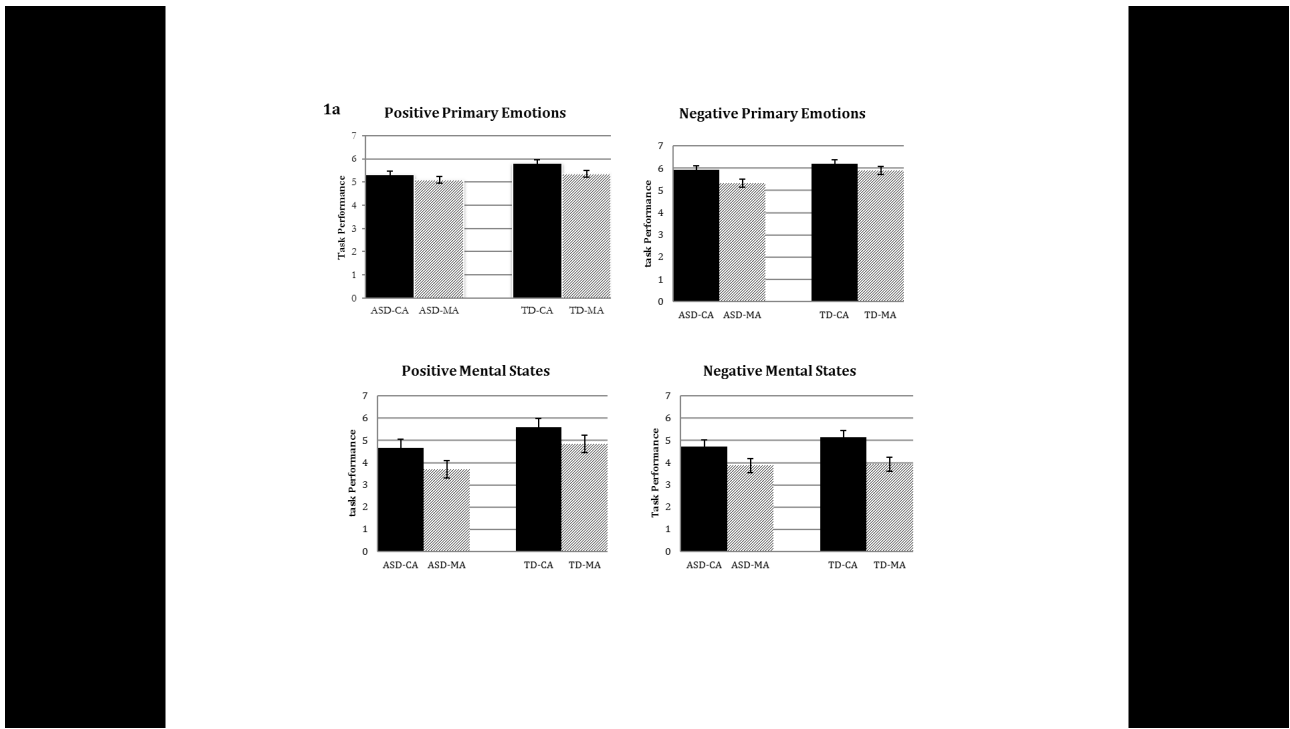 1a
Positive Primary Emotions
Task Performance
7
6
5
4
3
2
1
0
ASD-CA ASD-MA TD-CA TD-MA
Negative Primary Emotions
task Performance
7
6
5
4
3
2
1
0
ASD-CA ASD-MA TD-CA TD-MA
Positive Mental States
task Performance
7
6
5
4
3
2
1
0
ASD-CA ASD-MA TD-CA TD-MA
Negative Mental States
Task Performance
7
6
5
4
3
2
1
0
ASD-CA ASD-MA TD-CA TD-MA